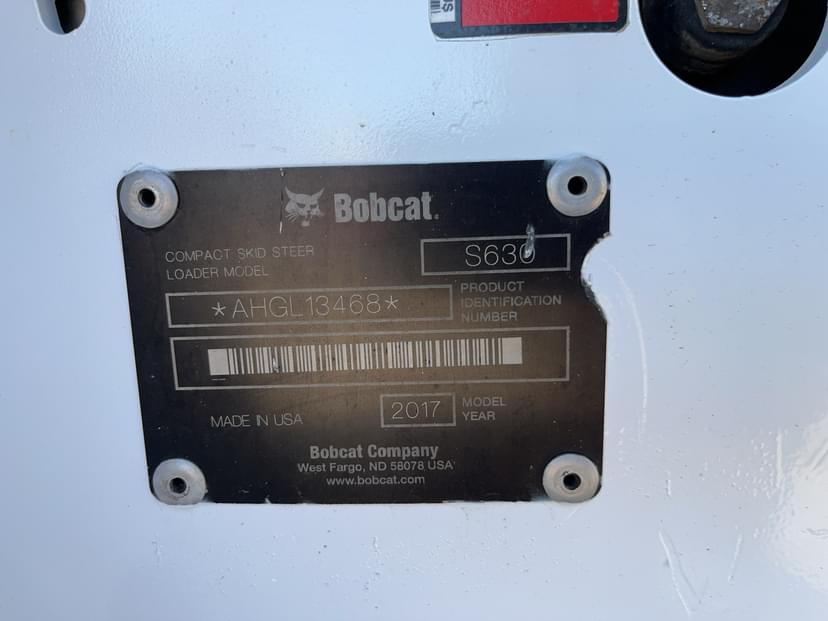 Bobcat.
COMPACT SKID STEER
LOADER MODEL
S630
*AHGL13468*
PRODUCT
IDENTIFICATION
NUMBER
MADE IN USA
2017
MODEL
YEAR
Bobcat Company
West Fargo, ND 58078 USA
www.bobcat.com